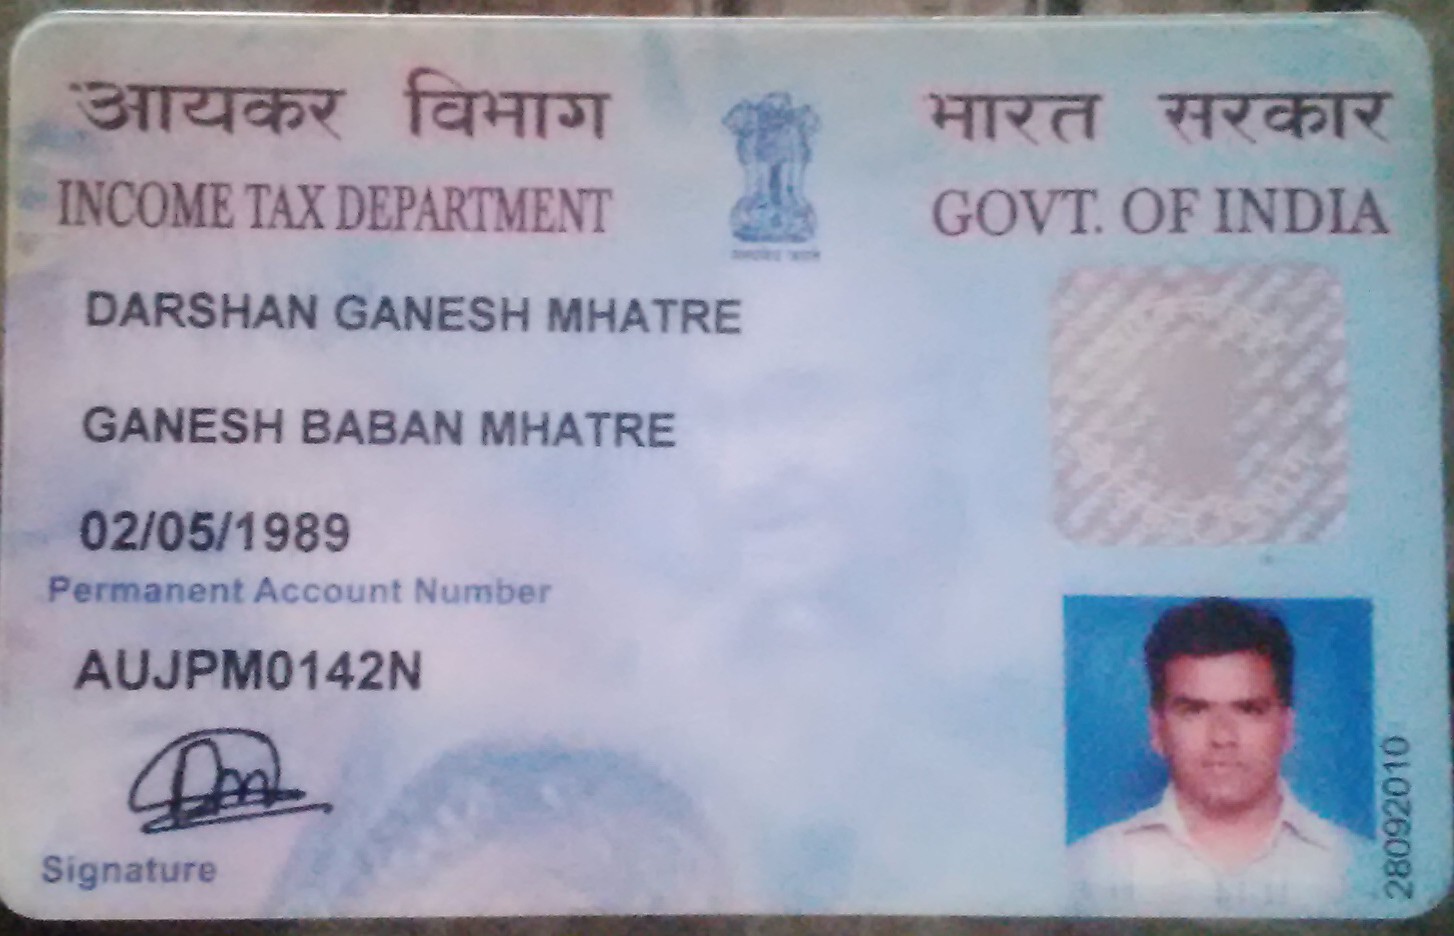 आयकर विभाग
भारत सरकार
INCOME TAX DEPARTMENT
GOVT. OF INDIA
DARSHAN GANESH MHATRE
GANESH BABAN MHATRE
02/05/1989
Permanent Account Number
AUJPM0142N
Signature
28092010